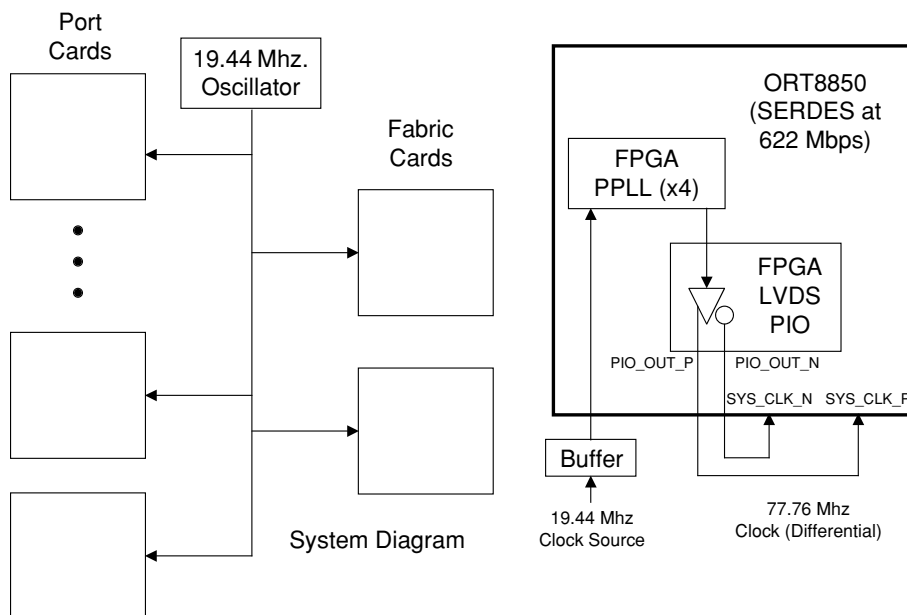 Port
Cards
19.44 Mhz.
Oscillator
Fabric
Cards
System Diagram
ORT8850
(SERDES at
622 Mbps)
FPGA
PPLL (x4)
FPGA
LVDS
PIO
PIO_OUT_P
PIO_OUT_N
SYS_CLK_N
SYS_CLK_P
Buffer
19.44 Mhz
Clock Source
77.76 Mhz
Clock (Differential)